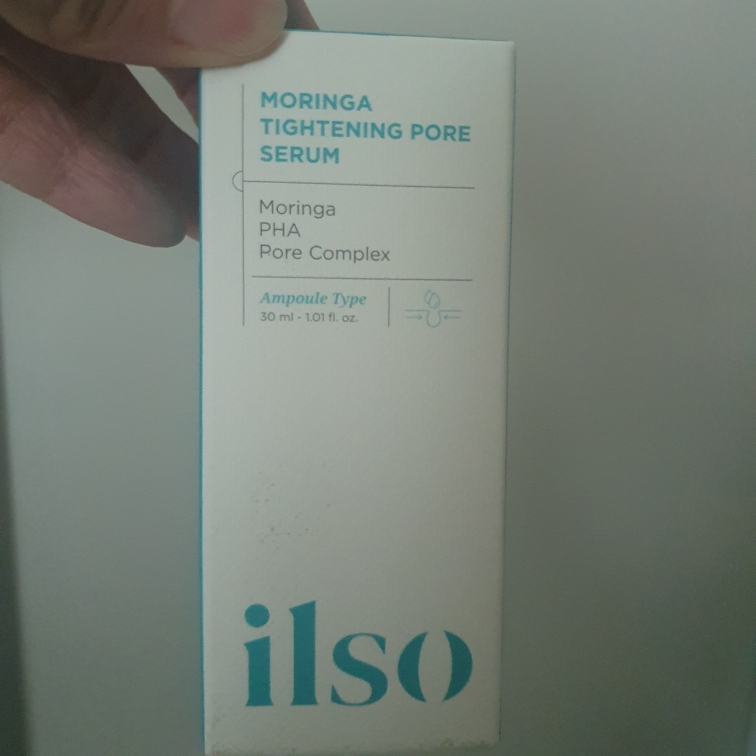 MORINGA
TIGHTENING PORE
SERUM
Moringa
PHA
Pore Complex
Ampoule Type
30 ml - 1.01 fl. oz.
ilso